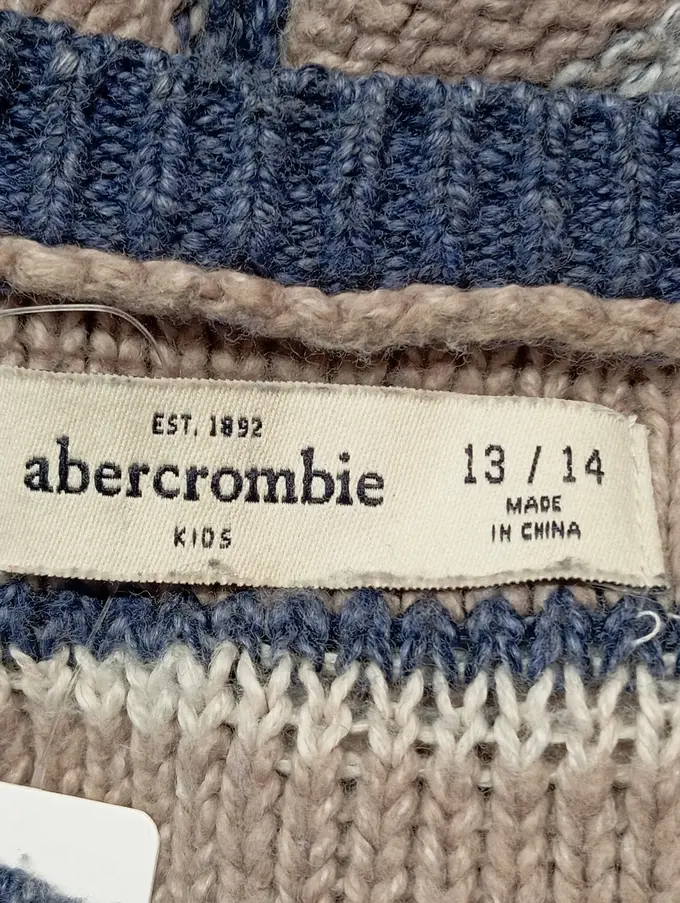 EST. 1892
abercrombie
KIDS
13 / 14
MADE
IN CHINA